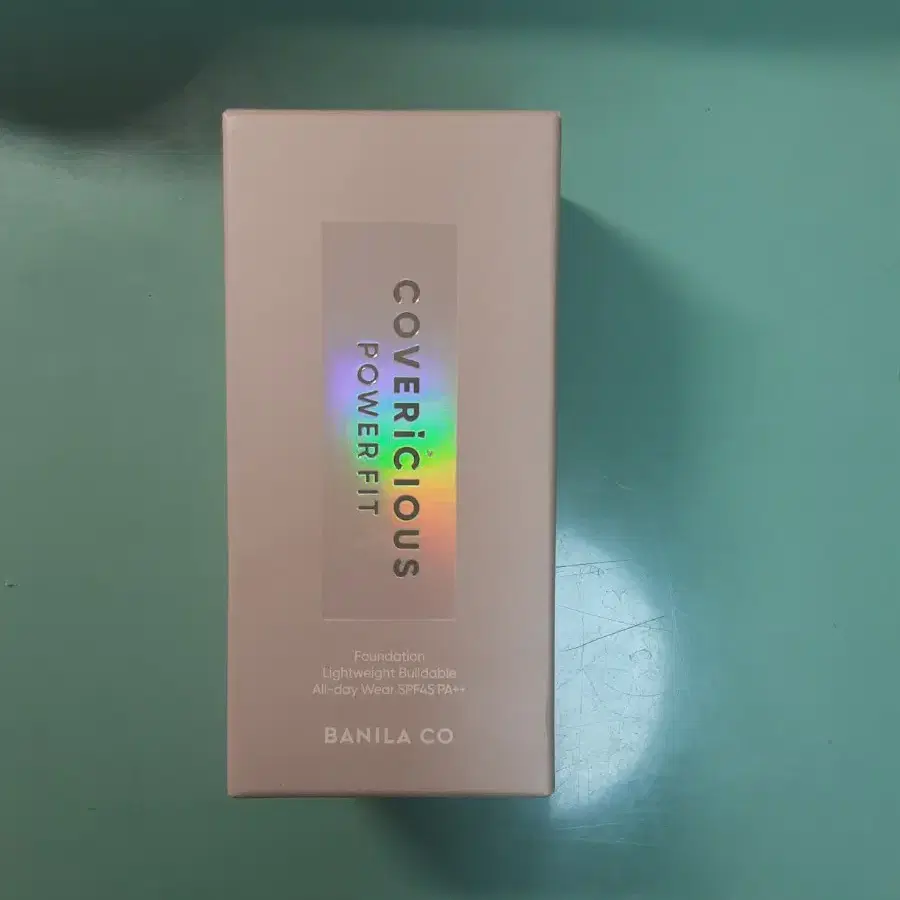 COVERiCIOUS
POWER FIT
Foundation
Lightweight Buildable
All-day Wear SPF45 PA++
BANILA CO